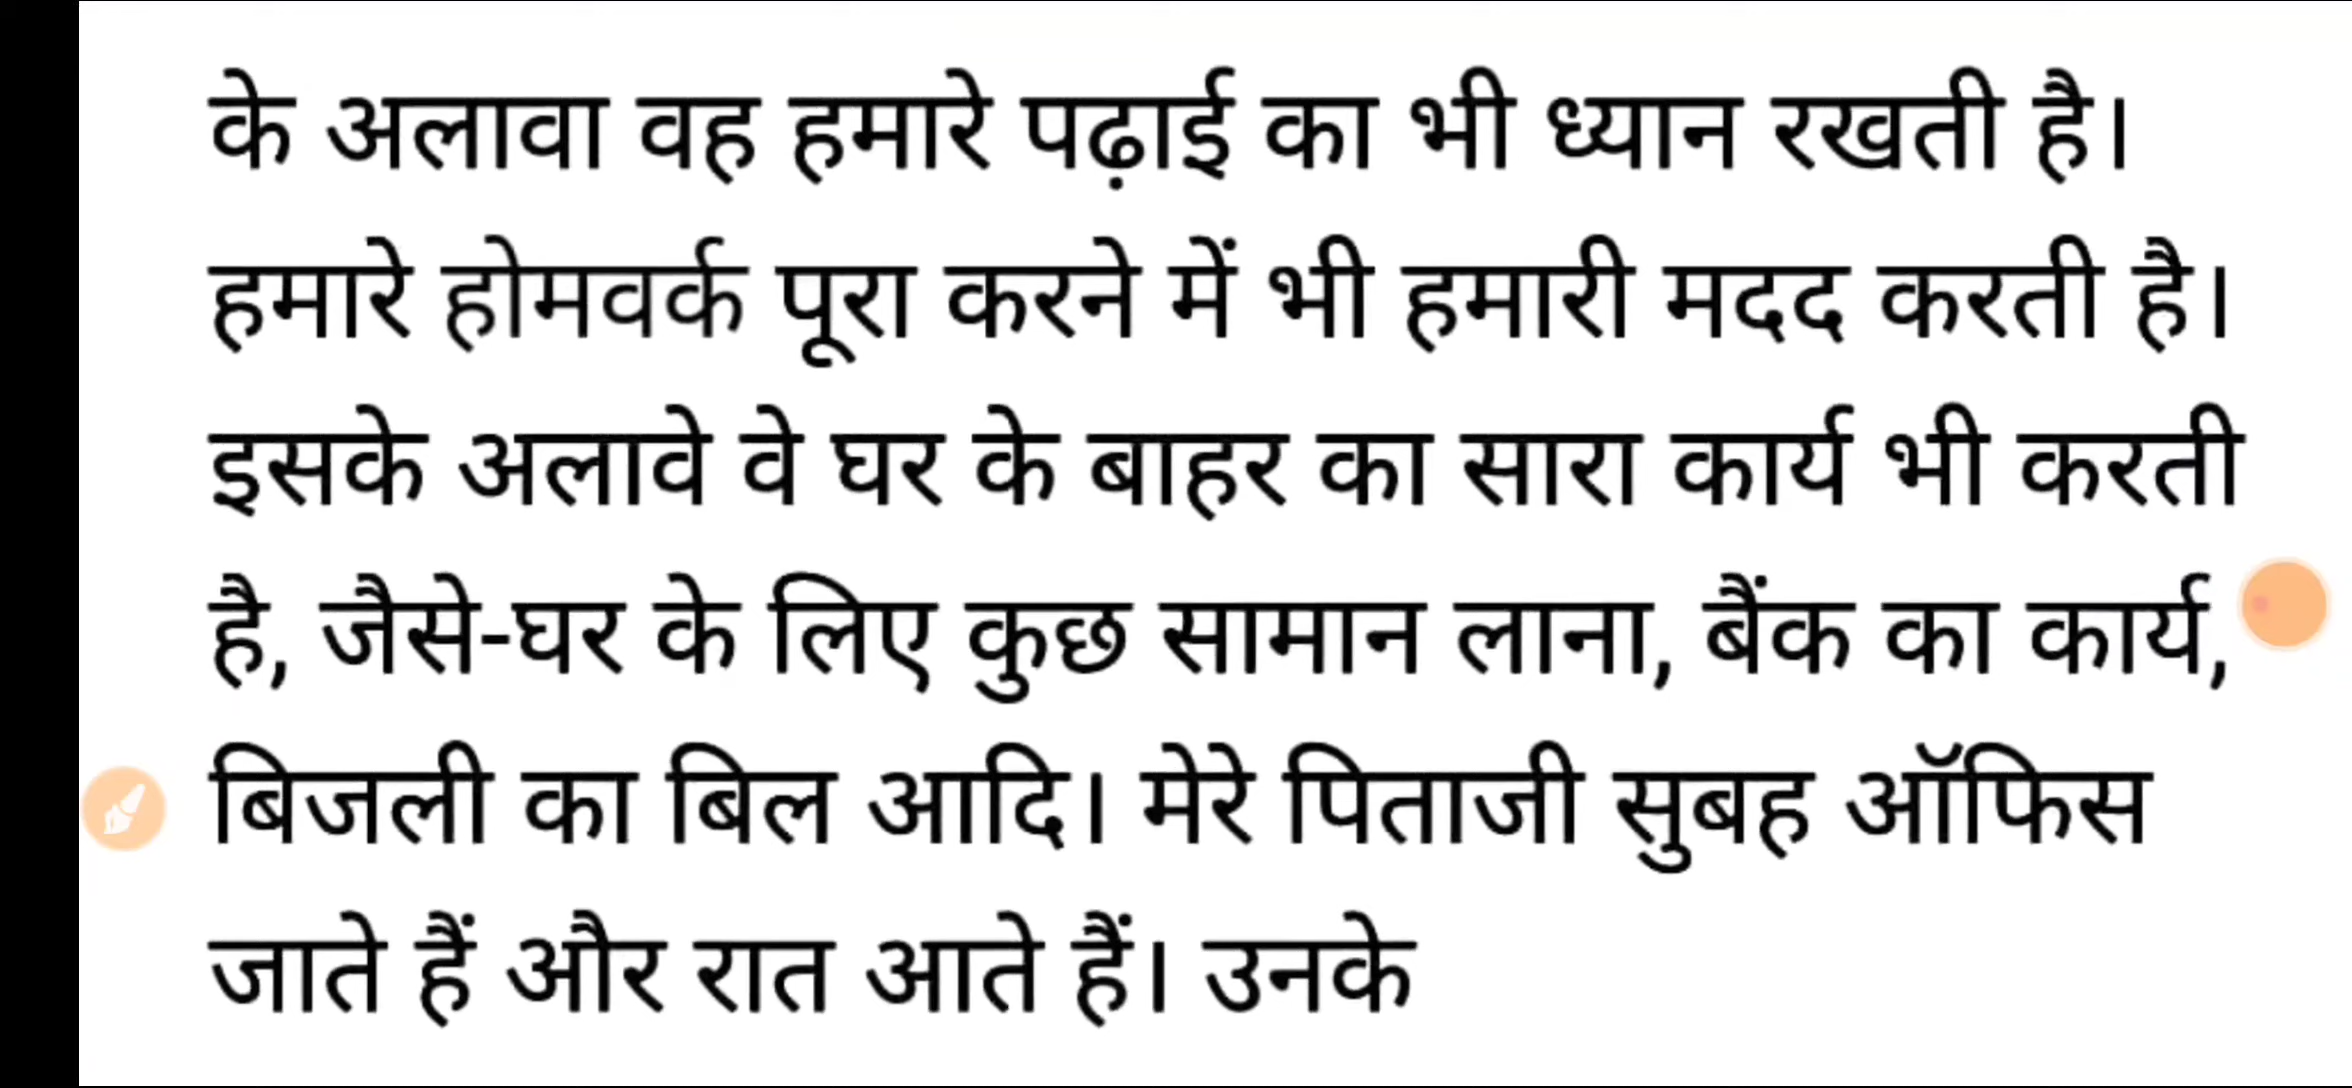 के अलावा वह हमारे पढ़ाई का भी ध्यान रखती है।
हमारे होमवर्क पूरा करने में भी हमारी मदद करती है।
इसके अलावे वे घर के बाहर का सारा कार्य भी करती
है, जैसे-घर के लिए कुछ सामान लाना, बैंक का कार्य,
बिजली का बिल आदि। मेरे पिताजी सुबह ऑफिस
जाते हैं और रात आते हैं। उनके